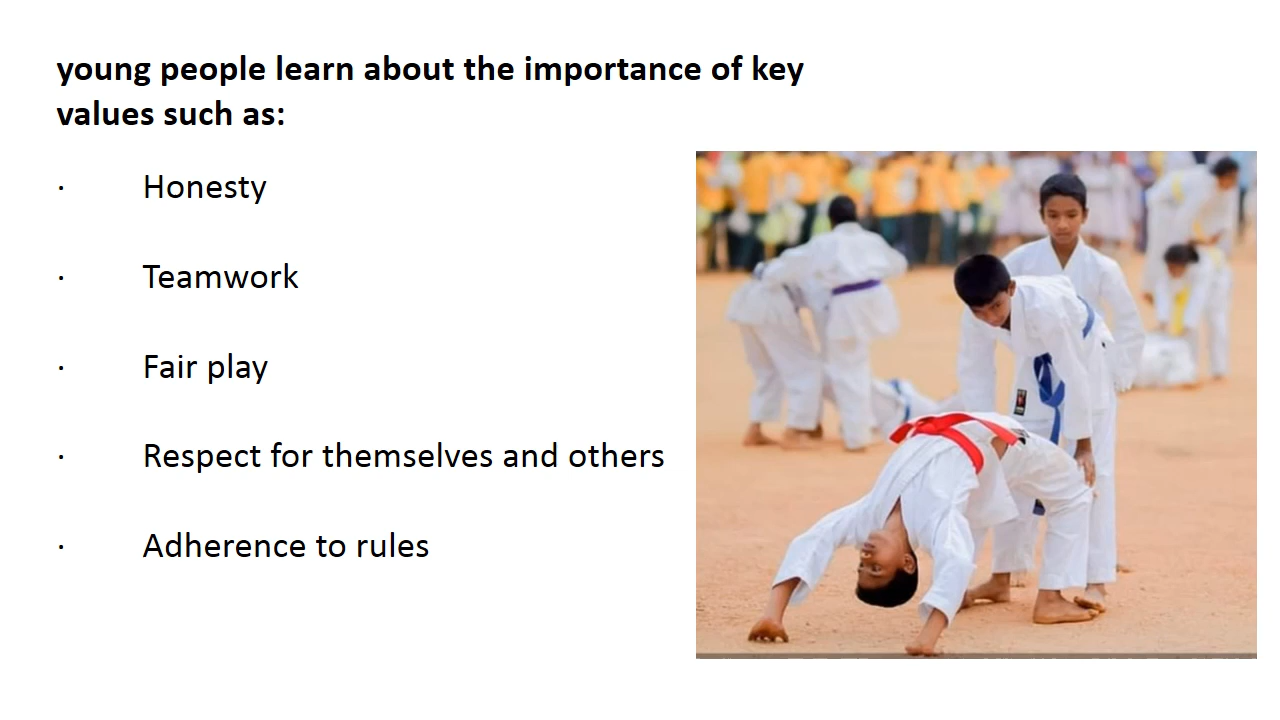 young people learn about the importance of key
values such as:
· Honesty
· Teamwork
· Fair play
· Respect for themselves and others
· Adherence to rules